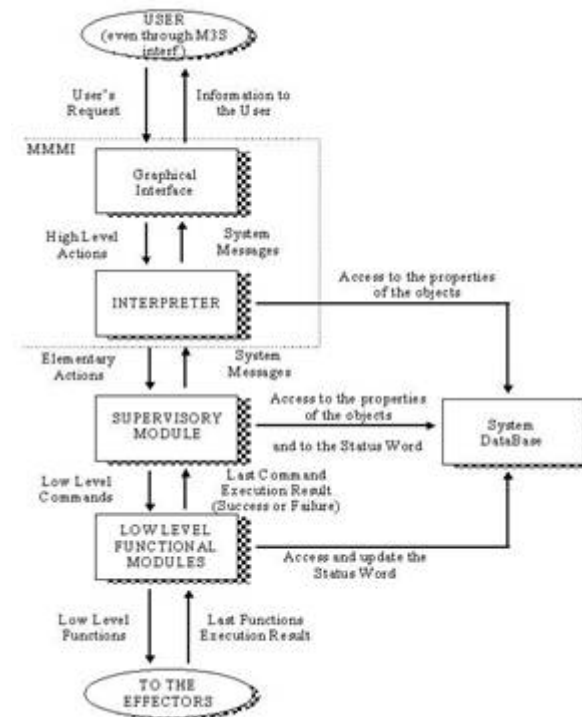 USER
(even through M3S
interf)
User's
Request
Information to
the User
MMMI
Graphical
Interface
High Level
Actions
System
Messages
INTERPRETER
Access to the properties
of the objects
Elementary
Actions
System
Messages
SUPERVISORY
MODULE
Access to the properties
of the objects
and to the Status Word
System
DataBase
Low Level
Commands
Last Command
Execution Result
(Success or Failure)
LOW LEVEL
FUNCTIONAL
MODULES
Access and update the
Status Word
Low Level
Functions
Last Functions
Execution Result
TO THE
EFFECTORS